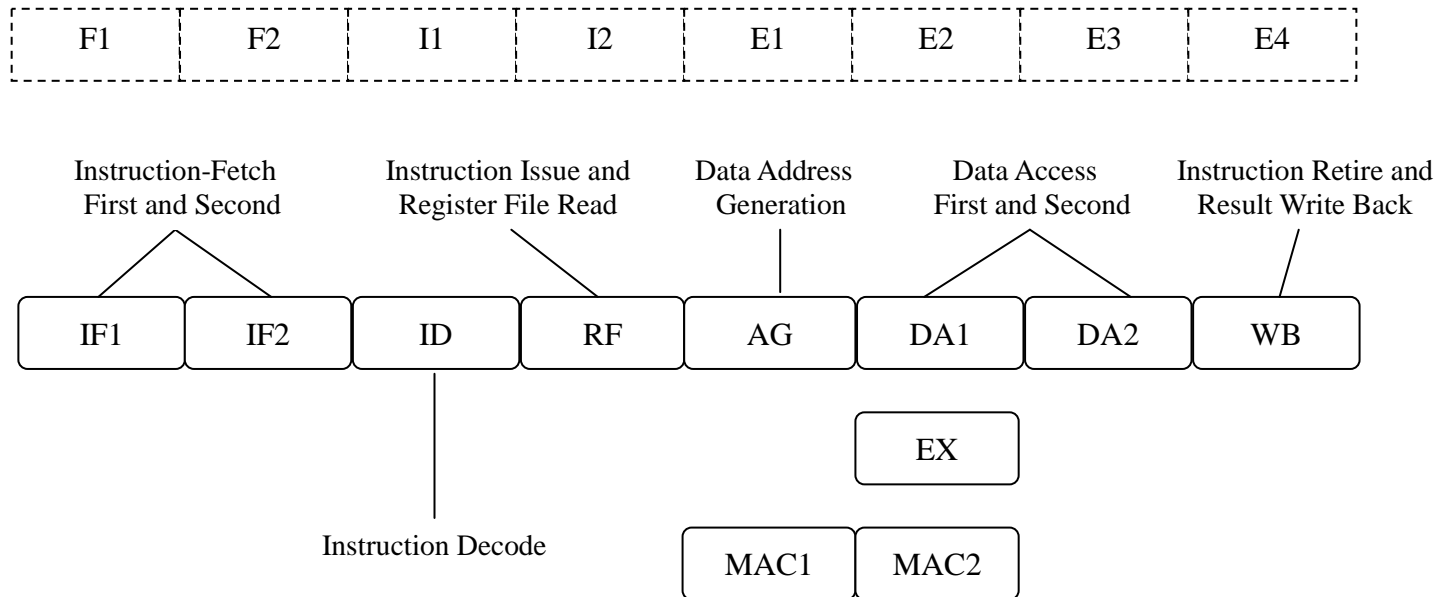 F1 F2 I1 I2 E1 E2 E3 E4
Instruction-Fetch
First and Second
Instruction Issue and
Register File Read
Data Address
Generation
Data Access
First and Second
Instruction Retire and
Result Write Back
IF1 IF2 ID RF AG DA1 DA2 WB
EX
Instruction Decode
MAC1 MAC2